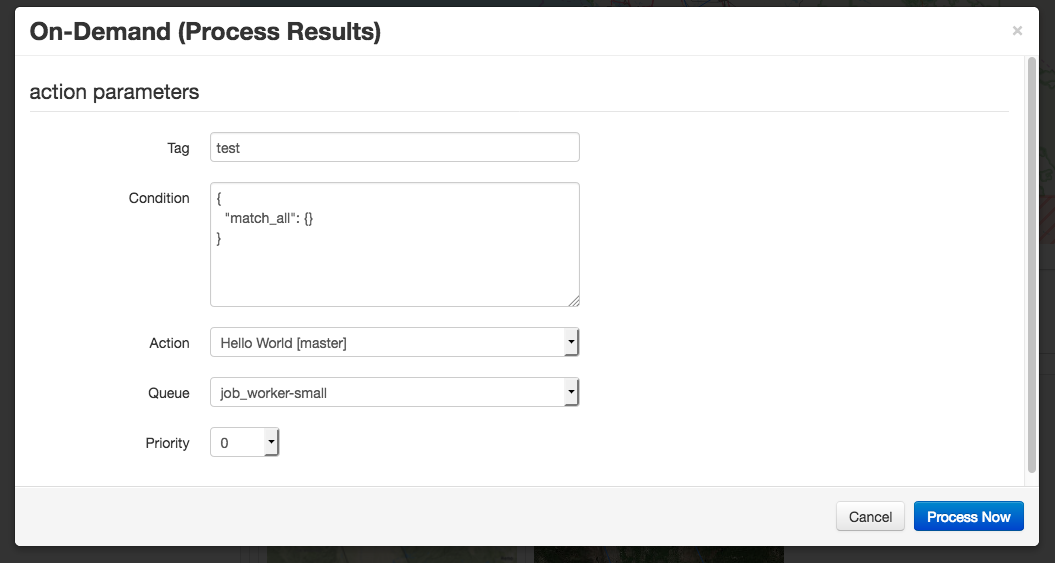 On-Demand (Process Results)
×
action parameters
Tag
test
Condition
{
"match_all": {}
}
Action
Hello World [master]
Queue
job_worker-small
Priority
0
Cancel
Process Now